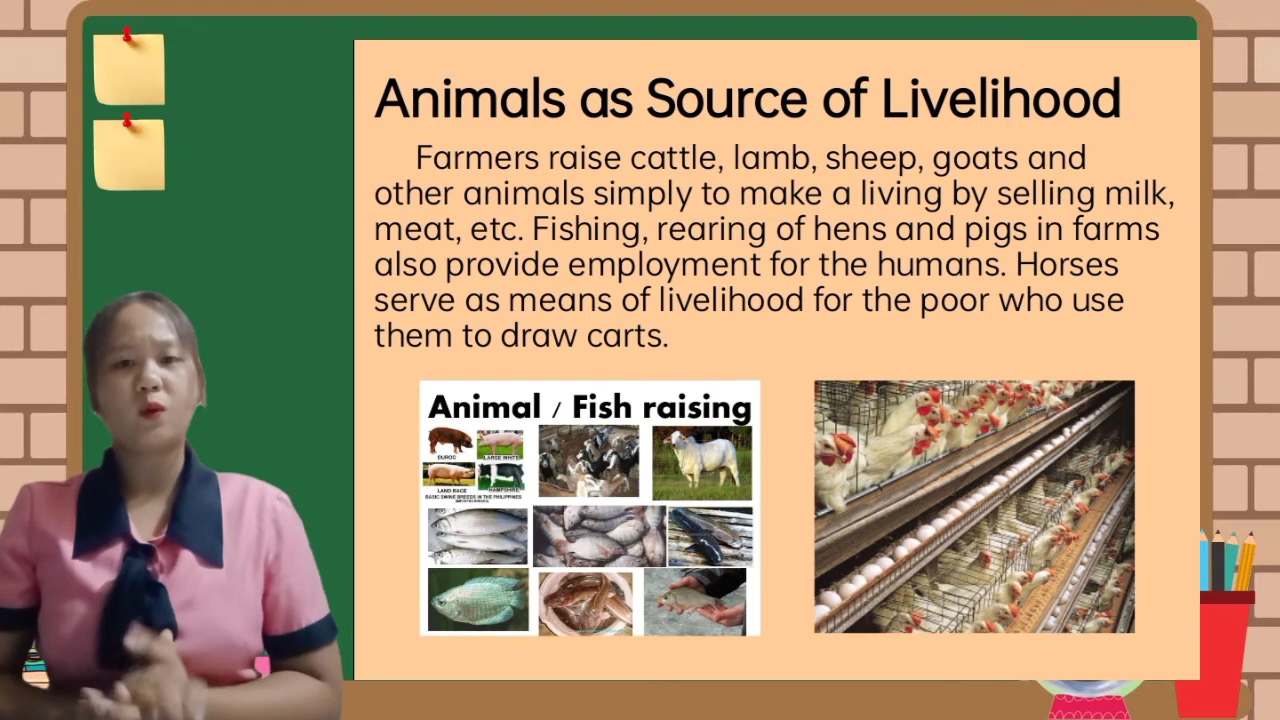 Animals as Source of Livelihood
Farmers raise cattle, lamb, sheep, goats and
other animals simply to make a living by selling milk,
meat, etc. Fishing, rearing of hens and pigs in farms
also provide employment for the humans. Horses
serve as means of livelihood for the poor who use
them to draw carts.
Animal / Fish raising
DUROC
LARGE WHITE
LAND RACE
HAMPSHIRE
BASIC SWINE BREEDS IN THE PHILIPPINES